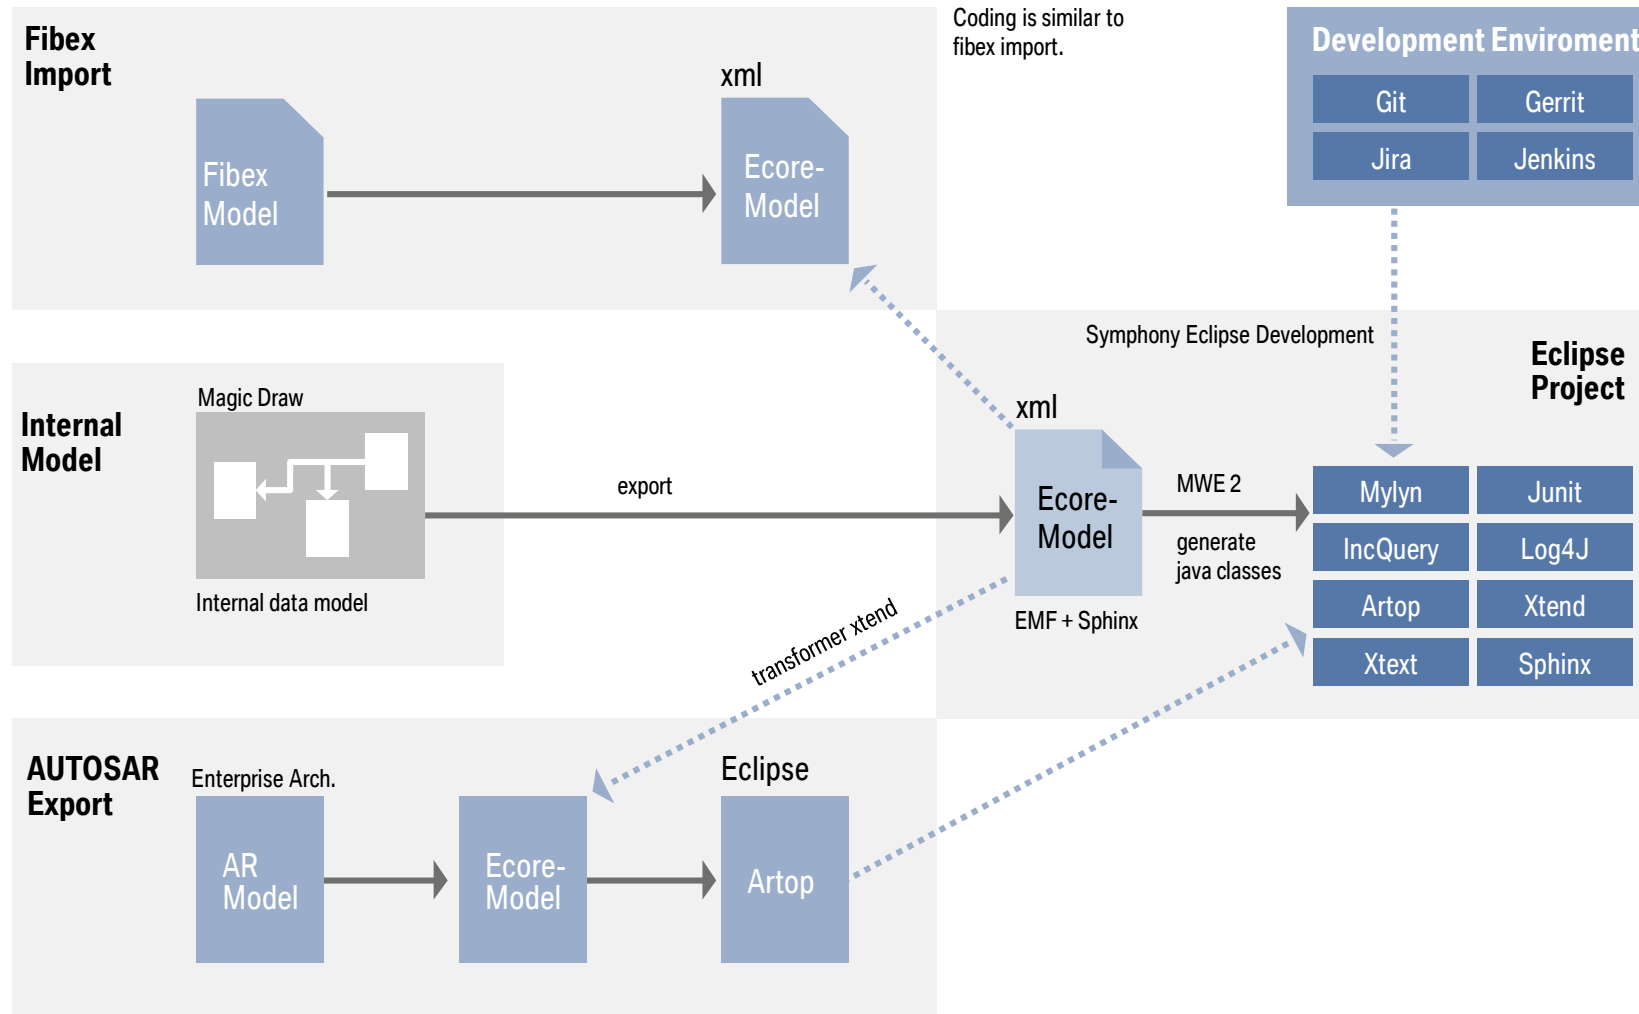 Fibex
Import
xml
Fibex
Model
Ecore-
Model
Coding is similar to
fibex import.
Development Enviroment
Git
Gerrit
Jira
Jenkins
Symphony Eclipse Development
Eclipse
Project
Internal
Model
Magic Draw
Internal data model
export
xml
Ecore-
Model
EMF + Sphinx
MWE 2
generate
java classes
Mylyn
Junit
IncQuery
Log4J
Artop
Xtend
Xtext
Sphinx
transformer xtend
AUTOSAR
Export
Enterprise Arch.
AR
Model
Ecore-
Model
Eclipse
Artop